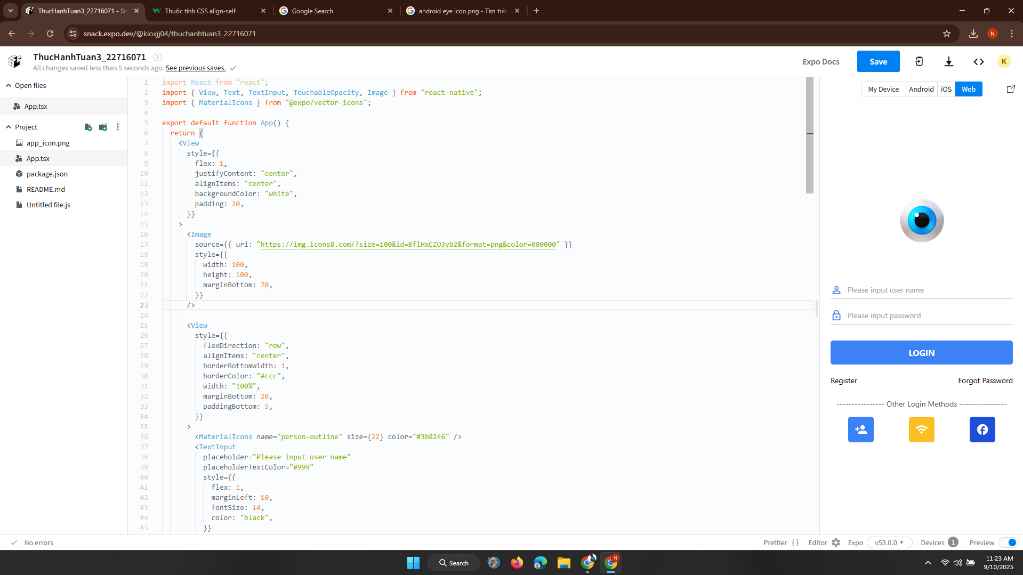 ThucHanhTuan3_22716071 - Sn
Thuộc tính CSS align-self
Google Search
android eye icon png - Tìm trên
snack.expo.dev/@kioxgj04/thuchanhtuan3_22716071
ThucHanhTuan3_22716071
All changes saved less than 5 seconds ago. See previous saves.
Expo Docs
Save
K
Open files
App.tsx
Project
app_icon.png
App.tsx
package.json
README.md
Untitled file.js
1 import React from "react";
2 import { View, Text, TextInput, TouchableOpacity, Image } from "react-native";
3 import { MaterialIcons } from "@expo/vector-icons";
4
5 export default function App() {
6 return (
7 <View
8 style={{
9 flex: 1,
10 justifyContent: "center",
11 alignItems: "center",
12 backgroundColor: "white",
13 padding: 20,
14 }}
15 >
16 <Image
17 source={{ uri: "https://img.icons8.com/?size=100&id=
18 style={{
19 width: 100,
20 height: 100,
21 marginBottom: 70,
22 }}
23 />
24
25 <View
26 style={{
27 flexDirection: "row",
28 alignItems: "center",
29 borderBottomWidth: 1,
30 borderColor: "#ccc",
31 width: "100%",
32 marginBottom: 20,
33 paddingBottom: 5,
34 }}
35 >
36 <MaterialIcons name="person-outline" size={22} color="#3B82F6" />
37 <TextInput
38 placeholder="Please input user name"
39 placeholderTextColor="#999"
40 style={{
41 flex: 1,
42 marginLeft: 10,
43 fontSize: 14,
44 color: "black",
45 }}
My Device
Android
iOS
Web
Please input user name
Please input password
LOGIN
Register
Forgot Password
---------------- Other Login Methods ----------------
No errors
Prettier {}
Editor
Expo
v53.0.0
Devices 1
Preview
Search
11:23 AM
9/10/2025